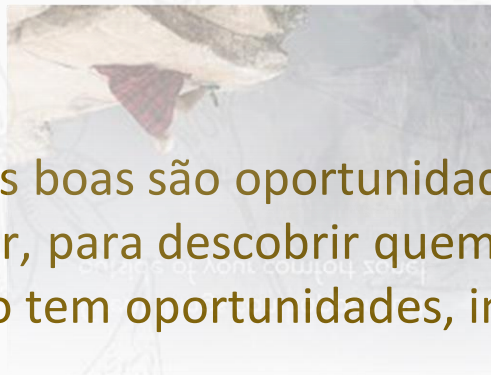 s boas são oportunidad
r, para descobrir quem
o tem oportunidades, in